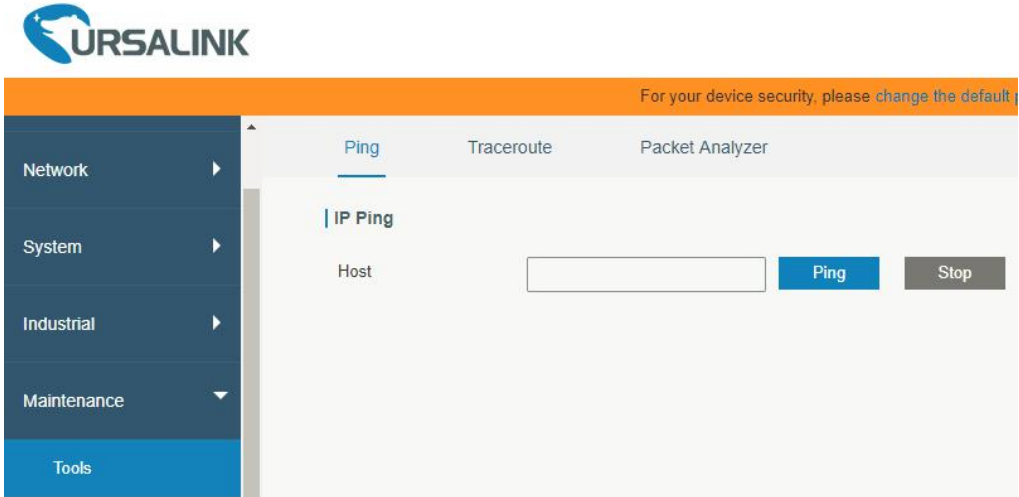 URSALINK
For your device security, please change the default
Ping Traceroute Packet Analyzer
Network
System
Industrial
Maintenance
Tools
IP Ping
Host Ping Stop